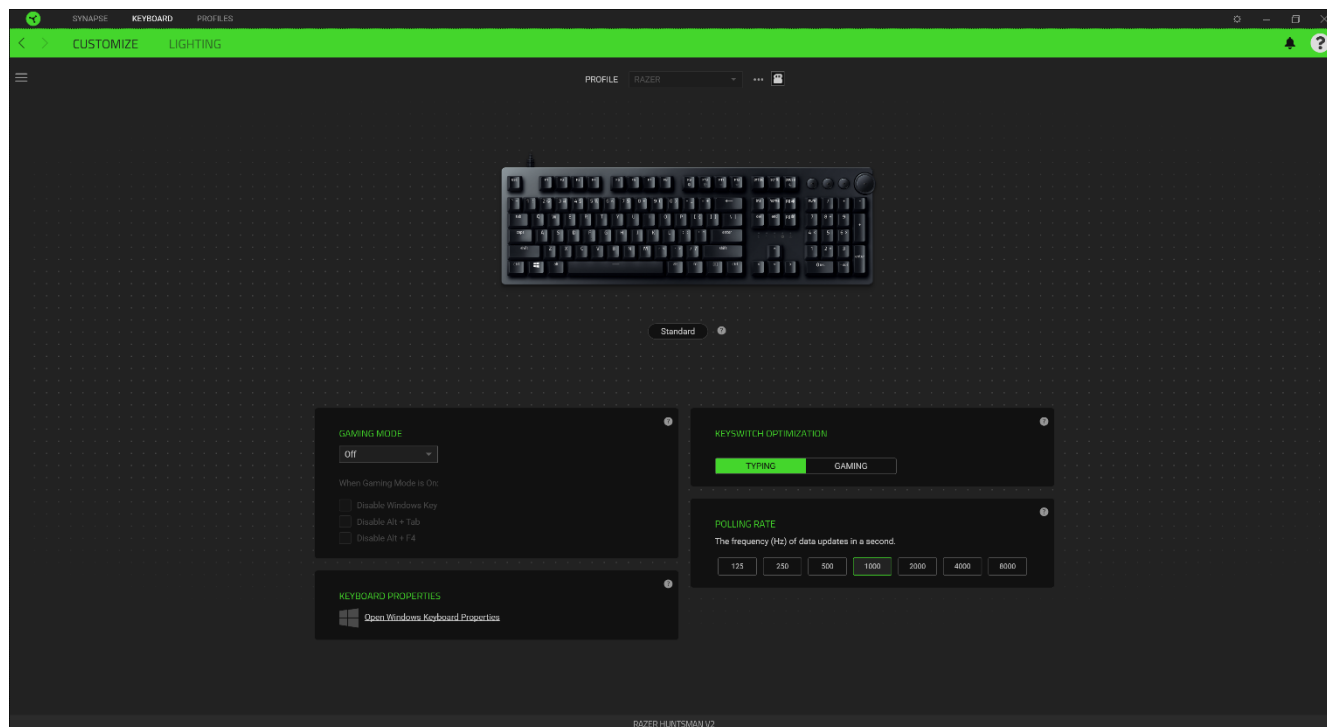 SYNAPSE KEYBOARD PROFILES
CUSTOMIZE LIGHTING
PROFILE RAZER
Standard
GAMING MODE
Off
When Gaming Mode is On:
Disable Windows Key
Disable Alt + Tab
Disable Alt + F4
KEYBOARD PROPERTIES
Open Windows Keyboard Properties
KEYSWITCH OPTIMIZATION
TYPING GAMING
POLLING RATE
The frequency (Hz) of data updates in a second.
125 250 500 1000 2000 4000 8000
RAZER HUNTSMAN V2